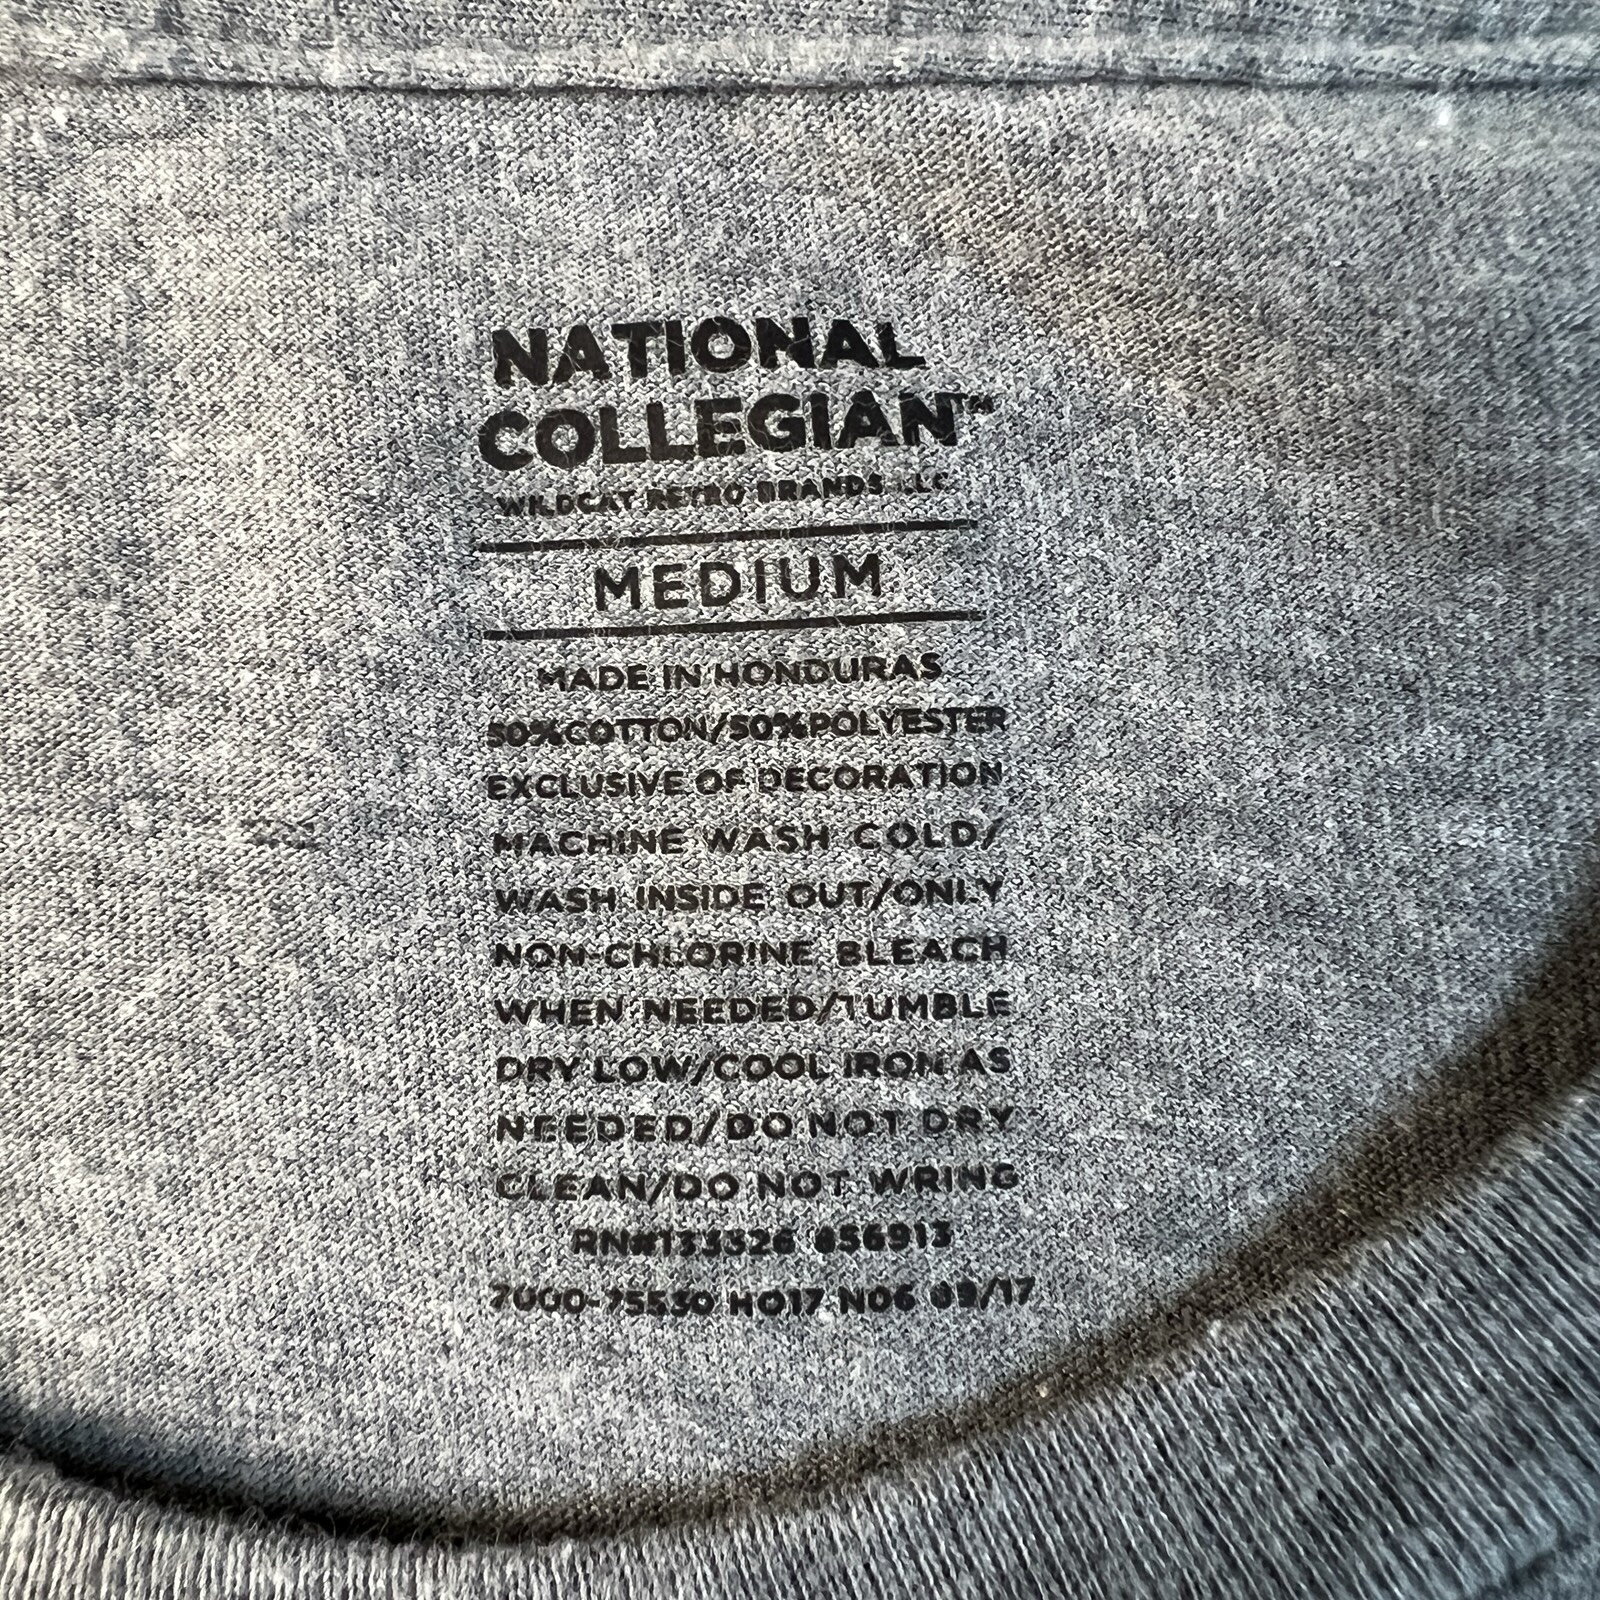 NATIONAL
COLLEGIAN™
WILDCAT RETRO BRANDS LLC
MEDIUM
MADE IN HONDURAS
50%COTTON/50%POLYESTER
EXCLUSIVE OF DECORATION
MACHINE WASH COLD/
WASH INSIDE OUT/ONLY
NON-CHLORINE BLEACH
WHEN NEEDED/TUMBLE
DRY LOW/COOL IRON AS
NEEDED/DO NOT DRY
CLEAN/DO NOT WRING
RN#133326 856913
7000-75530 HO17 N06 09/17